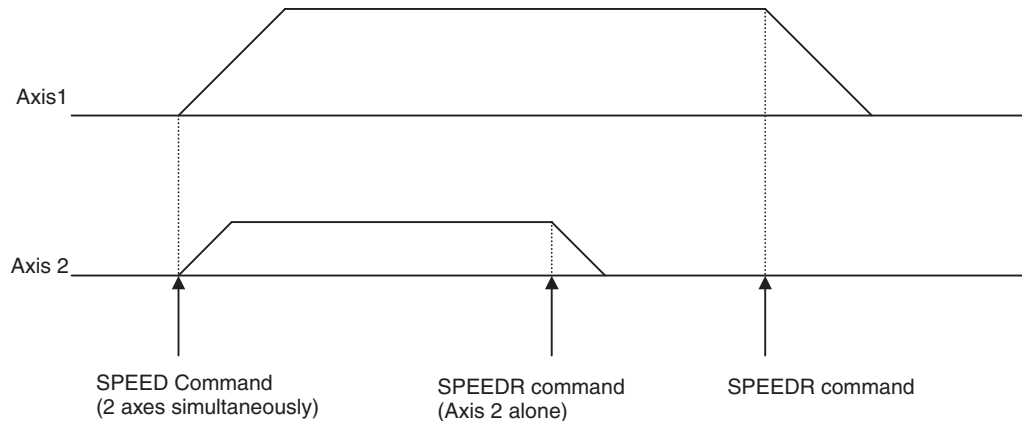 Axis1
Axis 2
SPEED Command
(2 axes simultaneously)
SPEEDR command
(Axis 2 alone)
SPEEDR command